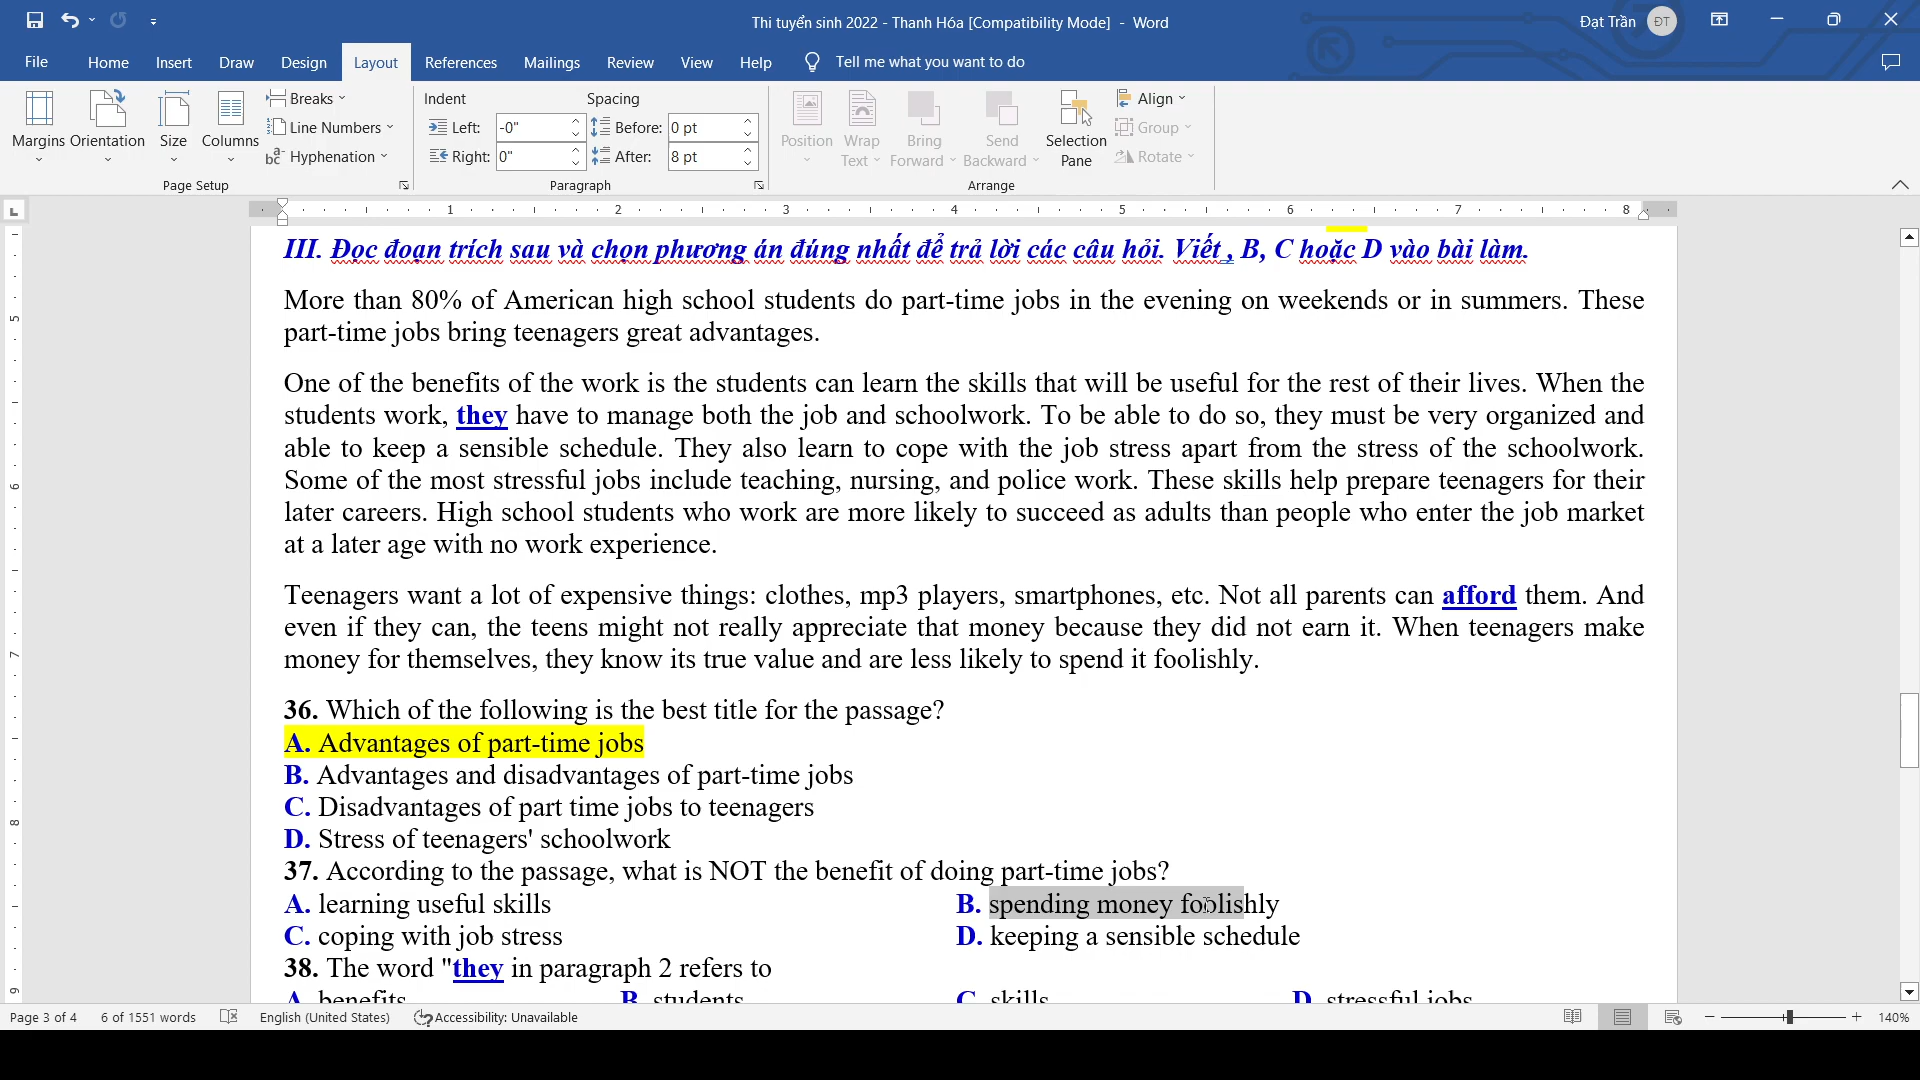 Thi tuyển sinh 2022 - Thanh Hóa [Compatibility Mode] - Word
Đạt Trần ĐT
File Home Insert Draw Design Layout References Mailings Review View Help Tell me what you want to do
Margins Orientation Size Columns
Breaks
Line Numbers
Hyphenation
Page Setup
Indent Spacing
Left: -0" Before: 0 pt
Right: 0" After: 8 pt
Paragraph
Position Wrap Text Bring Forward Send Backward Selection Pane
Align
Group
Rotate
Arrange
1 2 3 4 5 6 7 8
III. Đọc đoạn trích sau và chọn phương án đúng nhất để trả lời các câu hỏi. Viết , B, C hoặc D vào bài làm.
More than 80% of American high school students do part-time jobs in the evening on weekends or in summers. These
part-time jobs bring teenagers great advantages.
One of the benefits of the work is the students can learn the skills that will be useful for the rest of their lives. When the
students work, they have to manage both the job and schoolwork. To be able to do so, they must be very organized and
able to keep a sensible schedule. They also learn to cope with the job stress apart from the stress of the schoolwork.
Some of the most stressful jobs include teaching, nursing, and police work. These skills help prepare teenagers for their
later careers. High school students who work are more likely to succeed as adults than people who enter the job market
at a later age with no work experience.
Teenagers want a lot of expensive things: clothes, mp3 players, smartphones, etc. Not all parents can afford them. And
even if they can, the teens might not really appreciate that money because they did not earn it. When teenagers make
money for themselves, they know its true value and are less likely to spend it foolishly.
36. Which of the following is the best title for the passage?
A. Advantages of part-time jobs
B. Advantages and disadvantages of part-time jobs
C. Disadvantages of part time jobs to teenagers
D. Stress of teenagers' schoolwork
37. According to the passage, what is NOT the benefit of doing part-time jobs?
A. learning useful skills B. spending money foolishly
C. coping with job stress D. keeping a sensible schedule
38. The word "they in paragraph 2 refers to
A. benefits B. students C. skills D. stressful jobs
5
6
7
8
9
Page 3 of 4 6 of 1551 words English (United States) Accessibility: Unavailable 140%